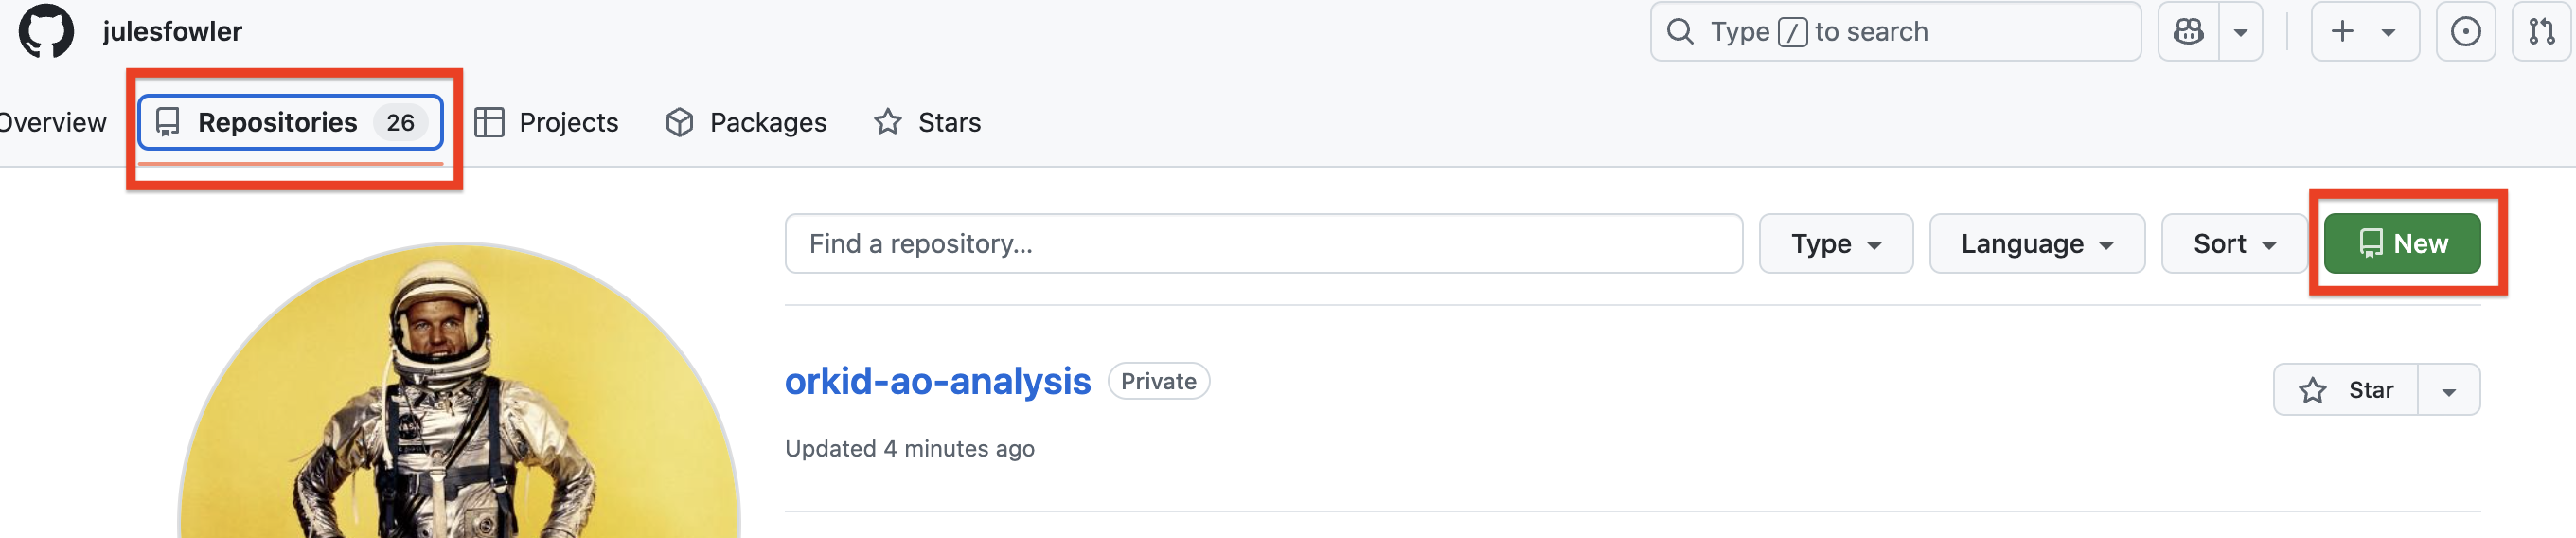 julesfowler
Type / to search
Overview
Repositories 26
Projects
Packages
Stars
Find a repository...
Type
Language
Sort
New
orkid-ao-analysis
Private
Star
Updated 4 minutes ago